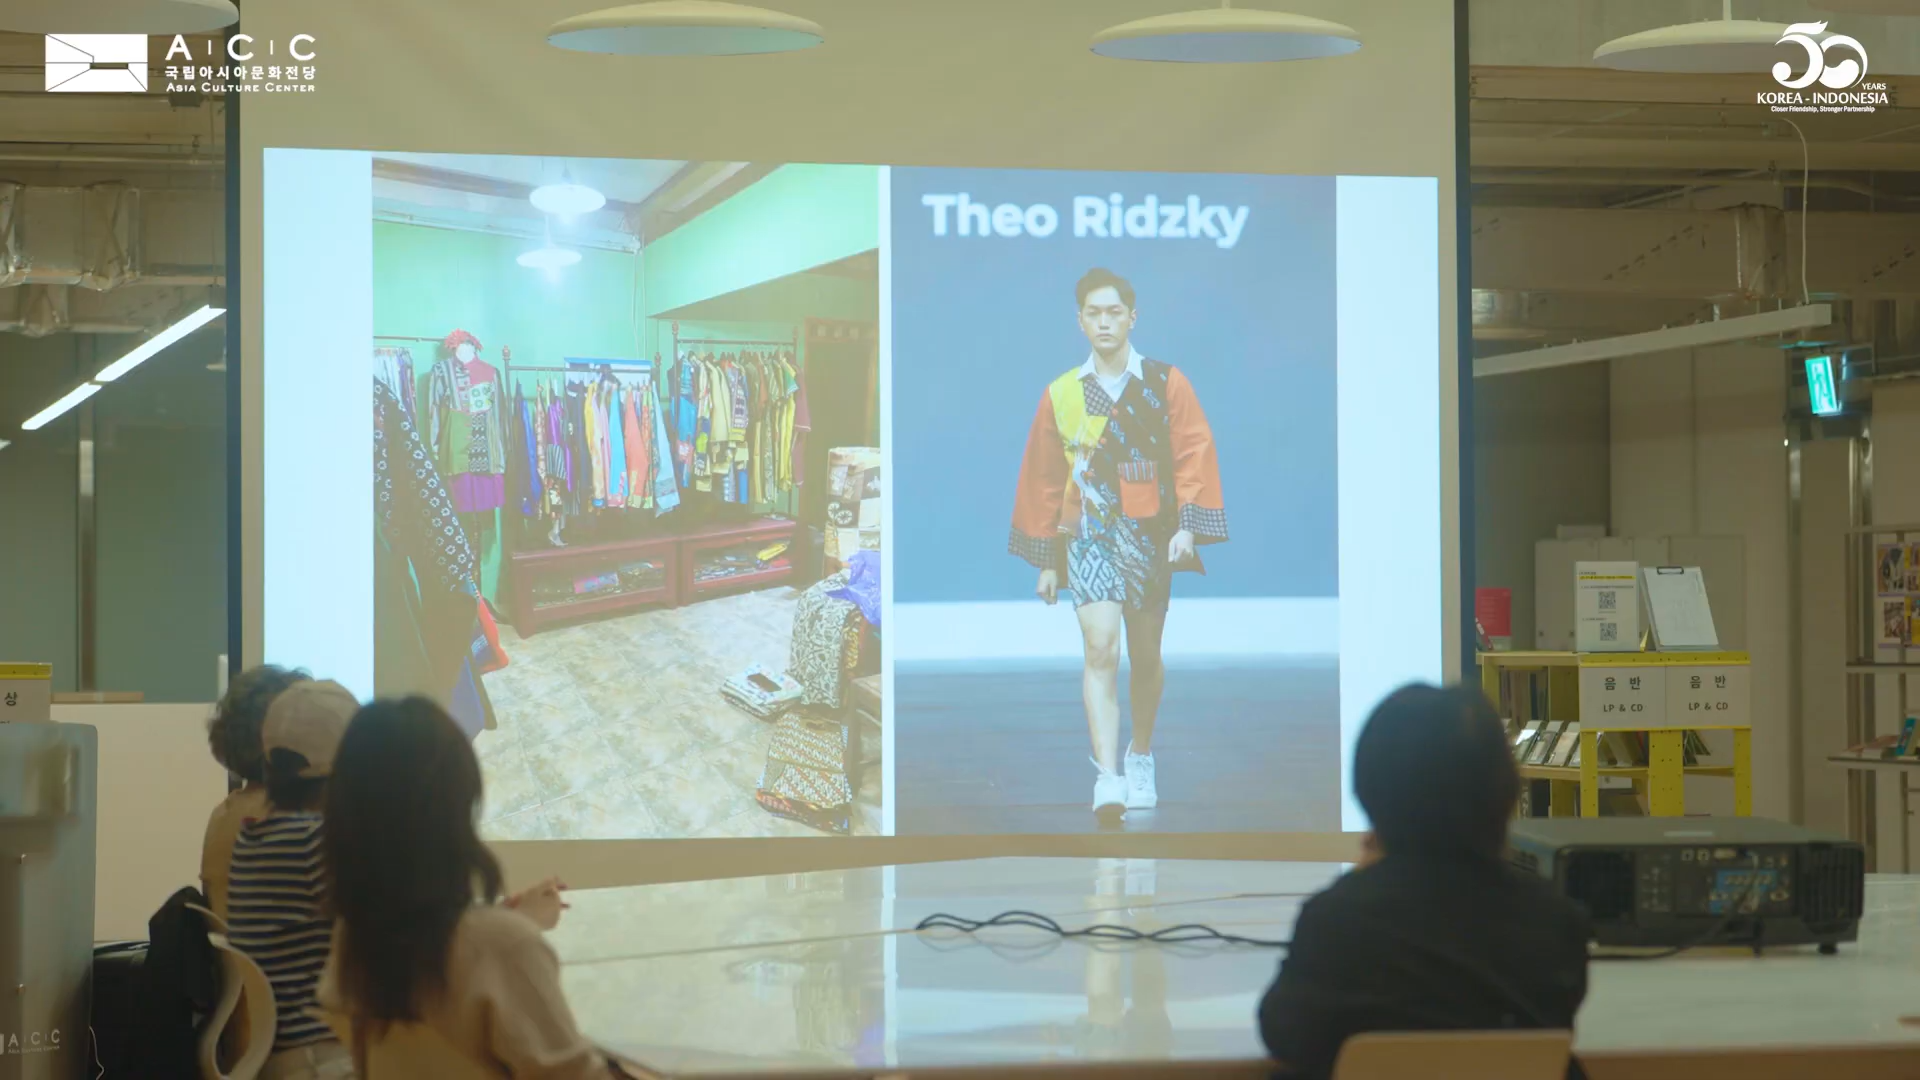 A C C
국립아시아문화전당
ASIA CULTURE CENTER
50 YEARS
KOREA - INDONESIA
Closer Friendship, Stronger Partnership
Theo Ridzky
상
음 반
LP & CD
음 반
LP & CD
A C C